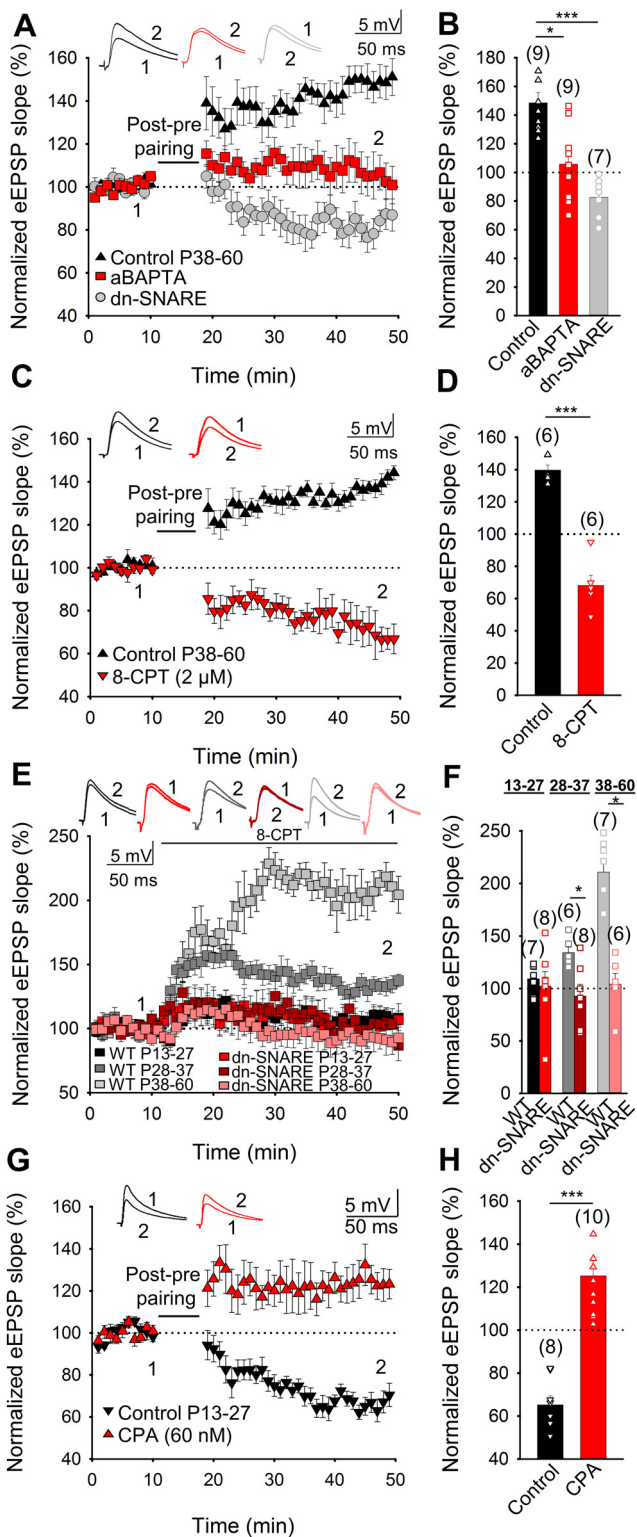 A
Normalized eEPSP slope (%)
160
140
120
100
80
60
40
2
1
2
1
1
2
5 mV
50 ms
Post-pre
pairing
1
2
Control P38-60
aBAPTA
dn-SNARE
0 10 20 30 40 50
Time (min)
B
Normalized eEPSP slope (%)
180
160
140
120
100
80
60
40
20
0
***
*
(9)
(9)
(7)
Control
aBAPTA
dn-SNARE
C
Normalized eEPSP slope (%)
160
140
120
100
80
60
40
2
1
1
2
5 mV
50 ms
Post-pre
pairing
1
2
Control P38-60
8-CPT (2 µM)
0 10 20 30 40 50
Time (min)
D
Normalized eEPSP slope (%)
160
140
120
100
80
60
40
20
0
***
(6)
(6)
Control
8-CPT
E
Normalized eEPSP slope (%)
250
200
150
100
50
2
1
1
2
2
1
1
2
2
1
1
2
8-CPT
5 mV
50 ms
1
2
WT P13-27
WT P28-37
WT P38-60
dn-SNARE P13-27
dn-SNARE P28-37
dn-SNARE P38-60
0 10 20 30 40 50
Time (min)
F
Normalized eEPSP slope (%)
13-27 28-37 38-60
250
200
150
100
50
0
*
(7)
(8)
(6)
*
(8)
(7)
(6)
WT
dn-SNARE
WT
dn-SNARE
WT
dn-SNARE
G
Normalized eEPSP slope (%)
160
140
120
100
80
60
40
1
2
2
1
5 mV
50 ms
Post-pre
pairing
1
2
Control P13-27
CPA (60 nM)
0 10 20 30 40 50
Time (min)
H
Normalized eEPSP slope (%)
160
140
120
100
80
60
40
20
0
***
(8)
(10)
Control
CPA